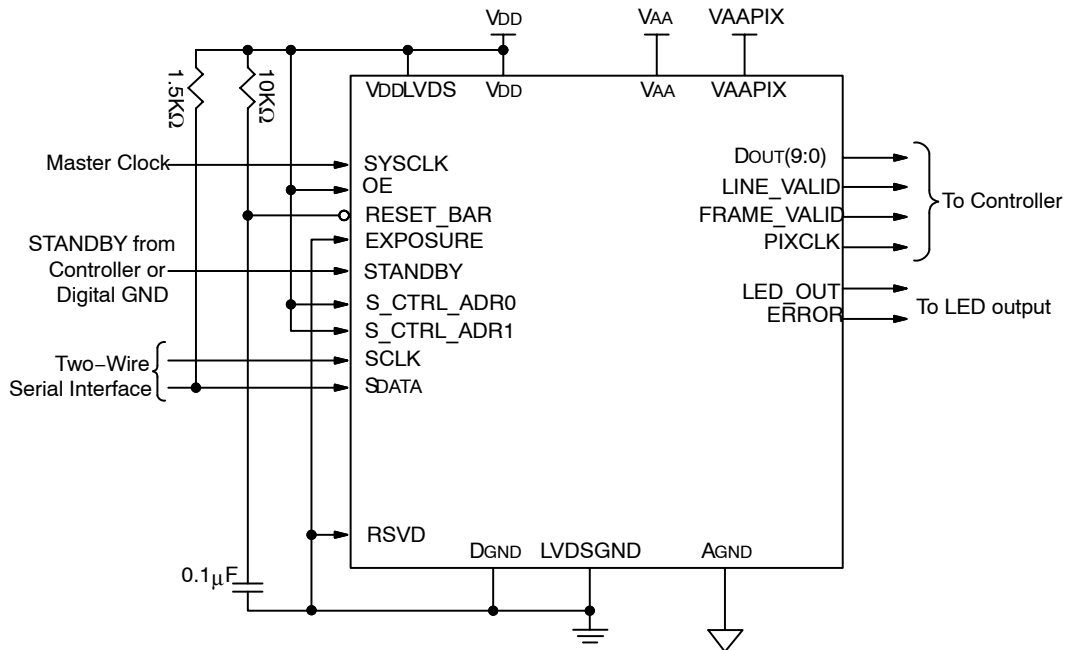 VDD
VAA
VAAPIX
1.5KΩ
10KΩ
VDDLVDS
VDD
VAA
VAAPIX
Master Clock
SYSCLK
OE
RESET_BAR
EXPOSURE
STANDBY from
Controller or
Digital GND
STANDBY
S_CTRL_ADR0
S_CTRL_ADR1
Two−Wire
Serial Interface
SCLK
SDATA
RSVD
DOUT(9:0)
LINE_VALID
FRAME_VALID
PIXCLK
To Controller
LED_OUT
ERROR
To LED output
DGND
LVDSGND
AGND
0.1μF